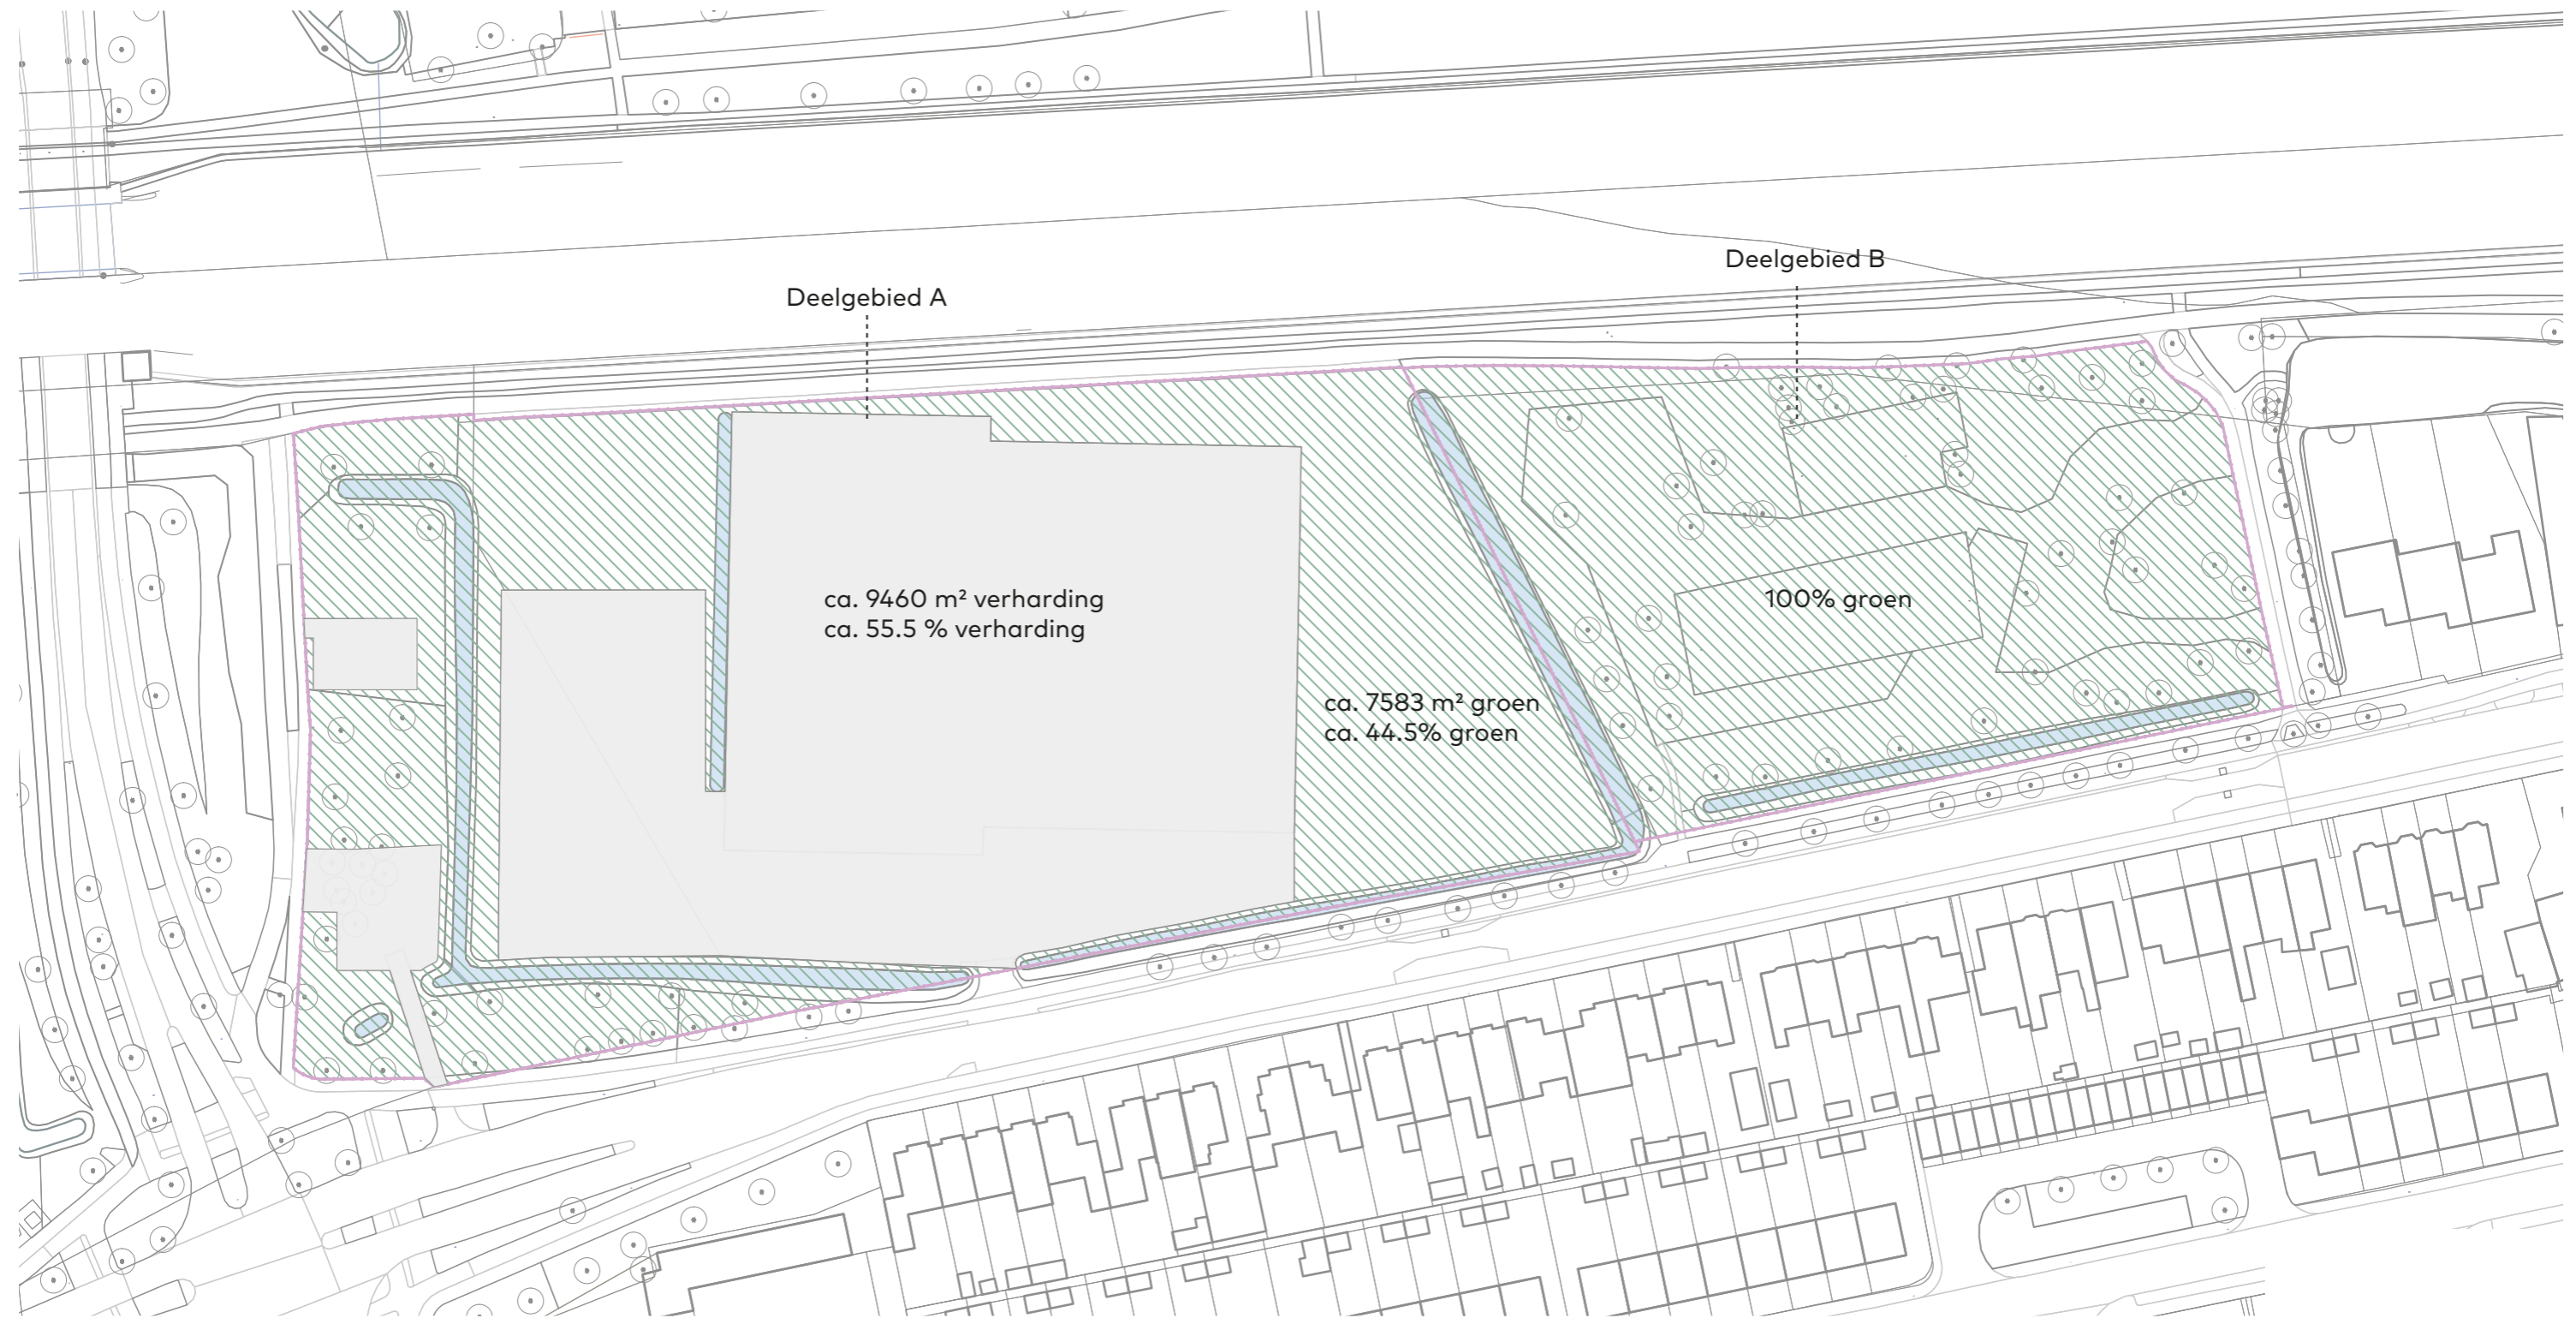 Deelgebied B
Deelgebied A
ca. 9460 m² verharding
ca. 55.5 % verharding
100% groen
ca. 7583 m² groen
ca. 44.5% groen